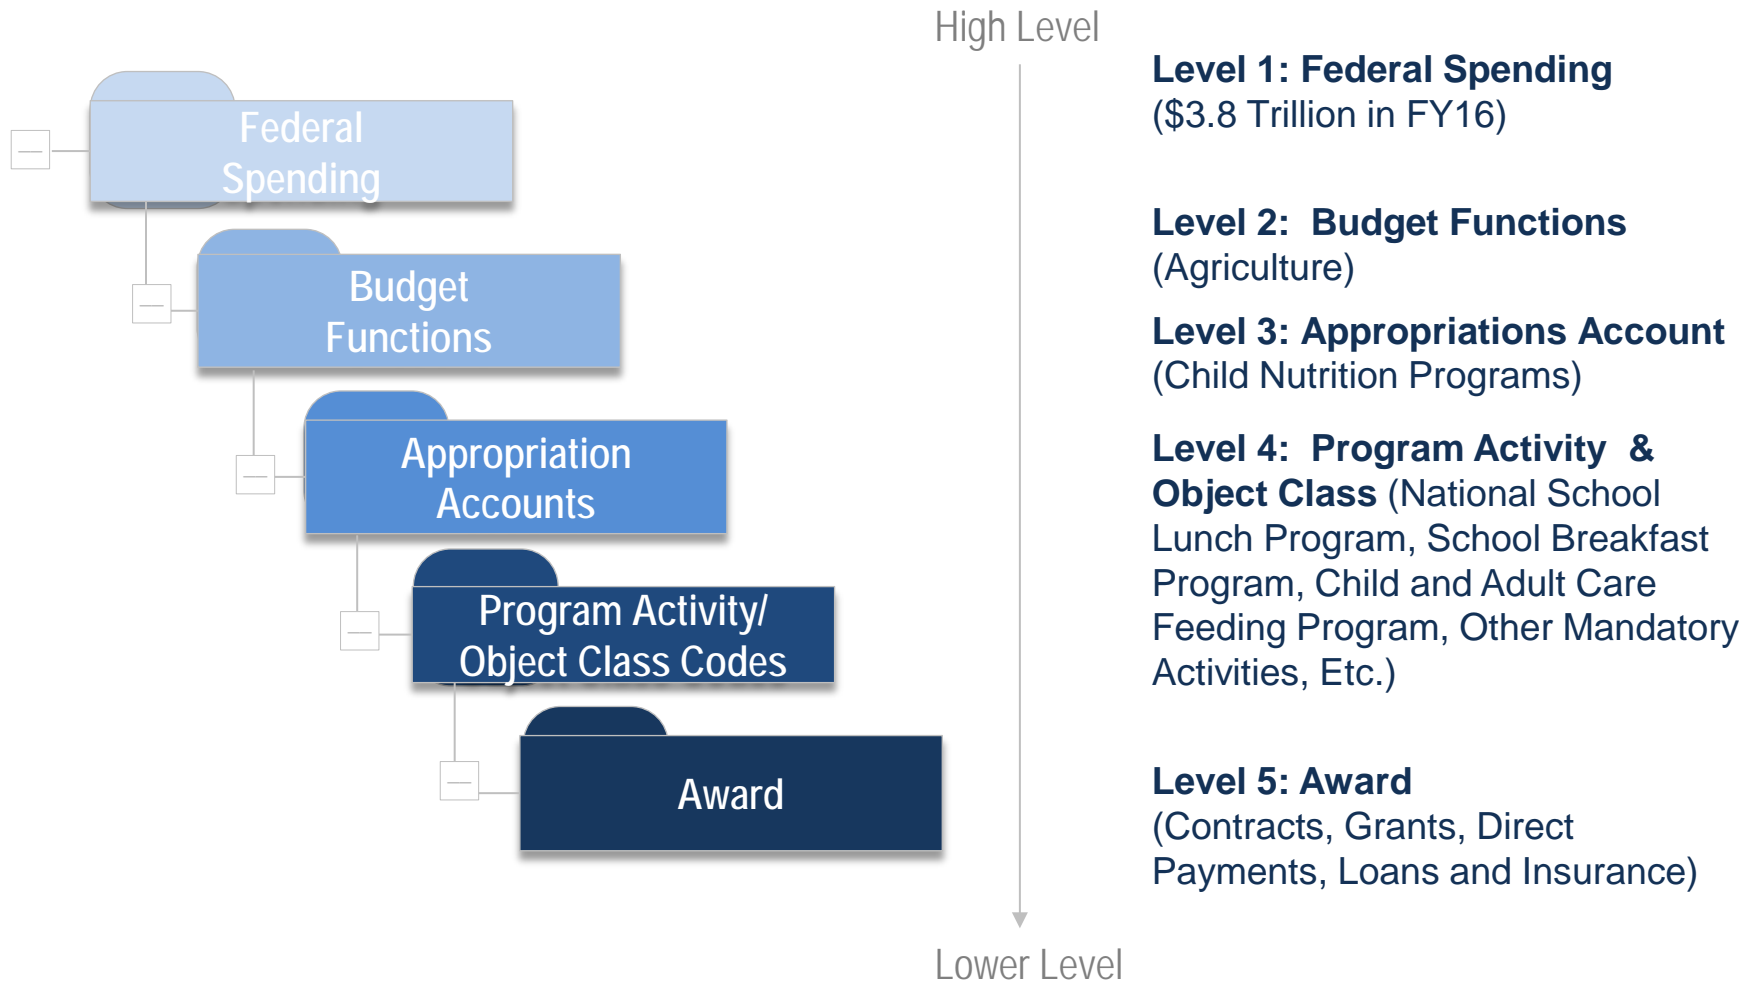 High Level
Federal
Spending
Budget
Functions
Appropriation
Accounts
Program Activity/
Object Class Codes
Award
Level 1: Federal Spending
($3.8 Trillion in FY16)
Level 2:  Budget Functions
(Agriculture)
Level 3: Appropriations Account
(Child Nutrition Programs)
Level 4:  Program Activity  &
Object Class (National School
Lunch Program, School Breakfast
Program, Child and Adult Care
Feeding Program, Other Mandatory
Activities, Etc.)
Level 5: Award
(Contracts, Grants, Direct
Payments, Loans and Insurance)
Lower Level